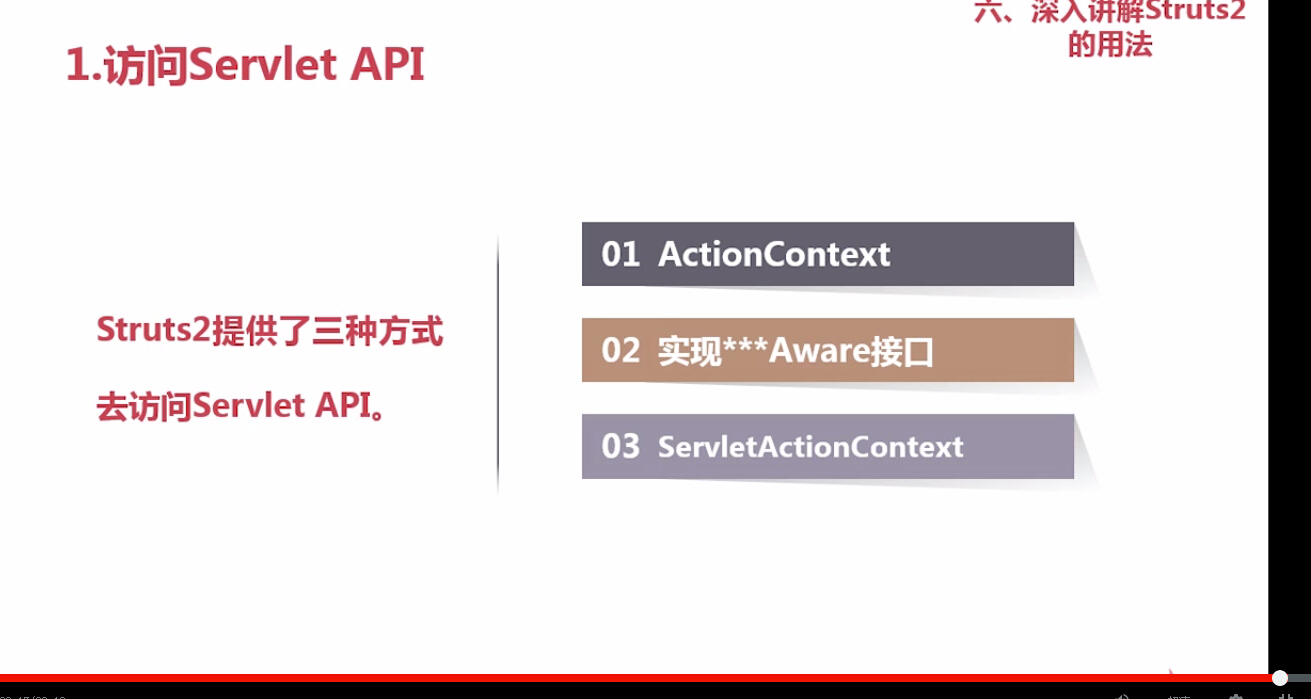 六、深入讲解Struts2
的用法
1.访问Servlet API
Struts2提供了三种方式
去访问Servlet API。
01 ActionContext
02 实现***Aware接口
03 ServletActionContext